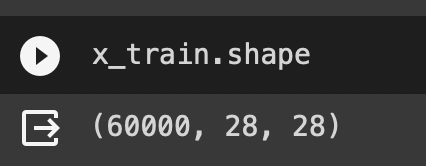 x_train.shape
(60000, 28, 28)